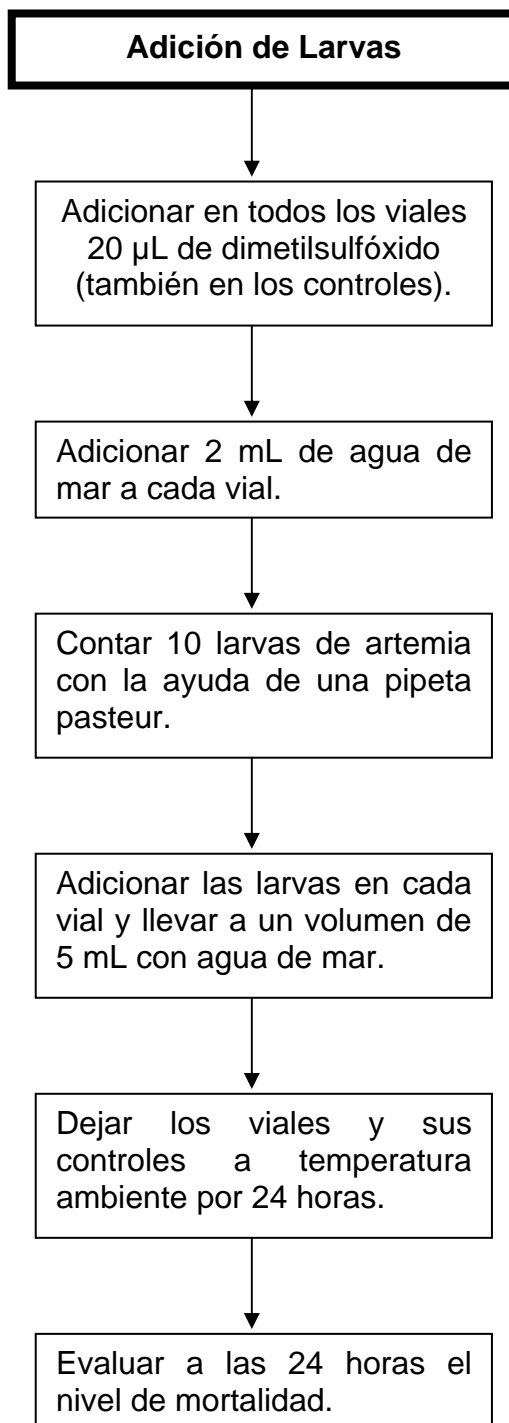 Adición de Larvas
Adicionar en todos los viales
20 µL de dimetilsulfóxido
(también en los controles).
Adicionar 2 mL de agua de
mar a cada vial.
Contar 10 larvas de artemia
con la ayuda de una pipeta
pasteur.
Adicionar las larvas en cada
vial y llevar a un volumen de
5 mL con agua de mar.
Dejar los viales y sus
controles a temperatura
ambiente por 24 horas.
Evaluar a las 24 horas el
nivel de mortalidad.